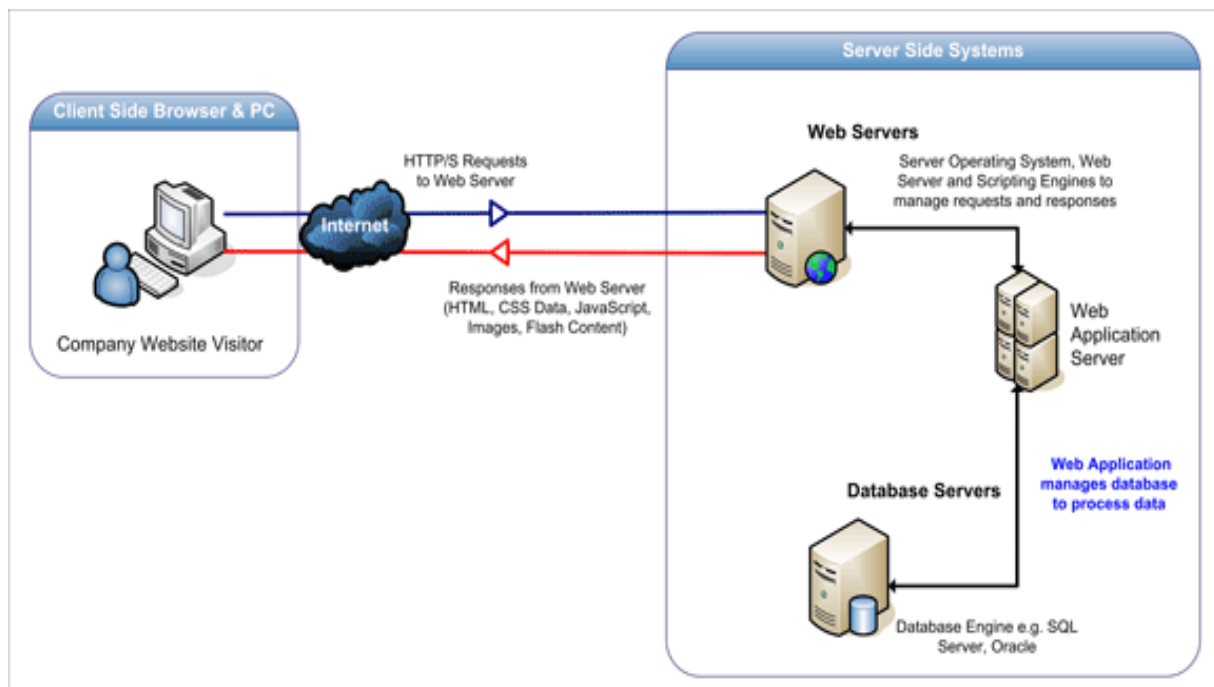 Server Side Systems
Client Side Browser & PC
Web Servers
HTTP/S Requests
to Web Server
Server Operating System, Web
Server and Scripting Engines to
manage requests and responses
Internet
Responses from Web Server
(HTML, CSS Data, JavaScript,
Images, Flash Content)
Company Website Visitor
Web
Application
Server
Web Application
manages database
to process data
Database Servers
Database Engine e.g. SQL
Server, Oracle